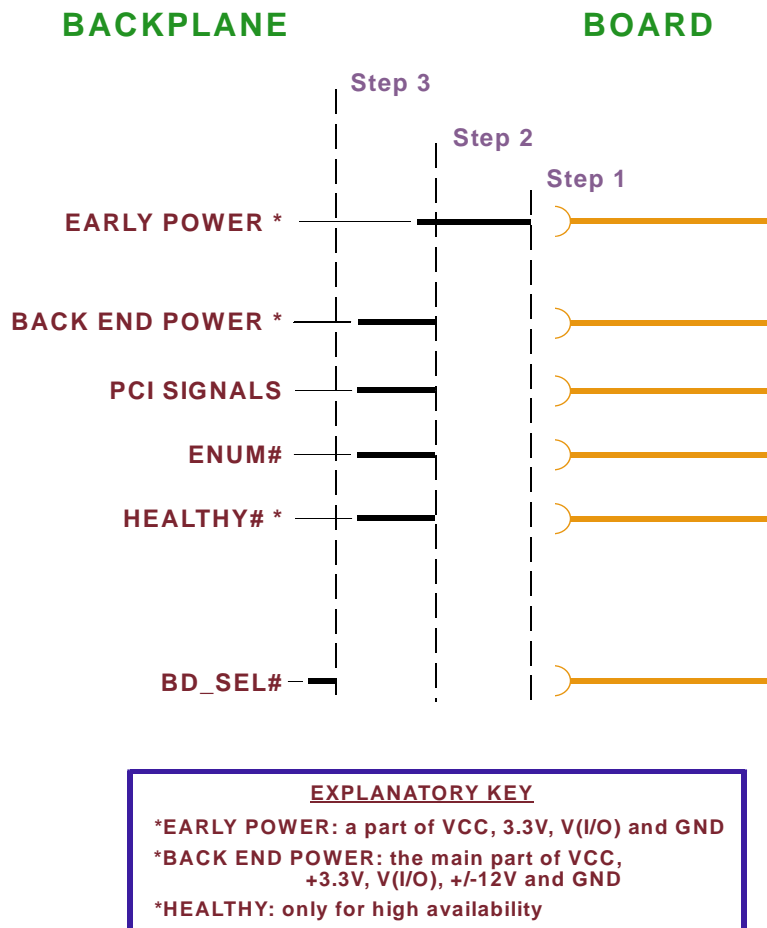 BACKPLANE
BOARD
Step 3
Step 2
Step 1
EARLY POWER *
BACK END POWER *
PCI SIGNALS
ENUM#
HEALTHY# *
BD_SEL#
EXPLANATORY KEY
*EARLY POWER: a part of VCC, 3.3V, V(I/O) and GND
*BACK END POWER: the main part of VCC,
+3.3V, V(I/O), +/-12V and GND
*HEALTHY: only for high availability